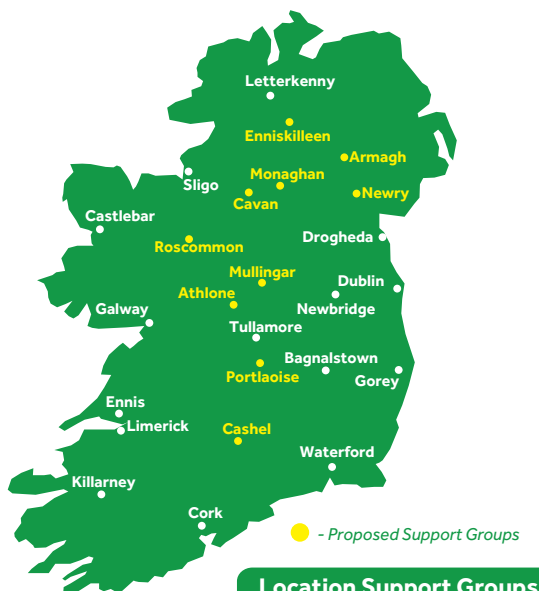 Letterkenny
Enniskilleen
Armagh
Monaghan
Sligo
Cavan
Newry
Castlebar
Roscommon
Drogheda
Mullingar
Dublin
Athlone
Galway
Newbridge
Tullamore
Bagnalstown
Portlaoise
Gorey
Ennis
Limerick
Cashel
Waterford
Killarney
Cork
- Proposed Support Groups
Location Support Groups